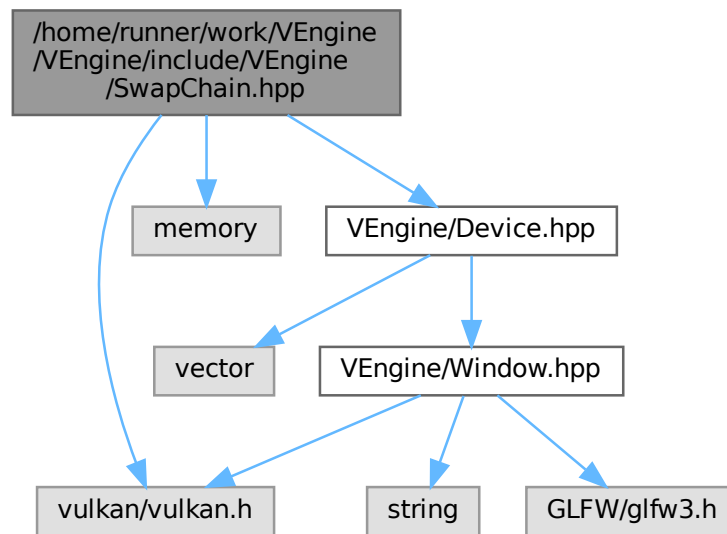 /home/runner/work/VEngine
/VEngine/include/VEngine
/SwapChain.hpp
memory
VEngine/Device.hpp
vector
VEngine/Window.hpp
vulkan/vulkan.h
string
GLFW/glfw3.h